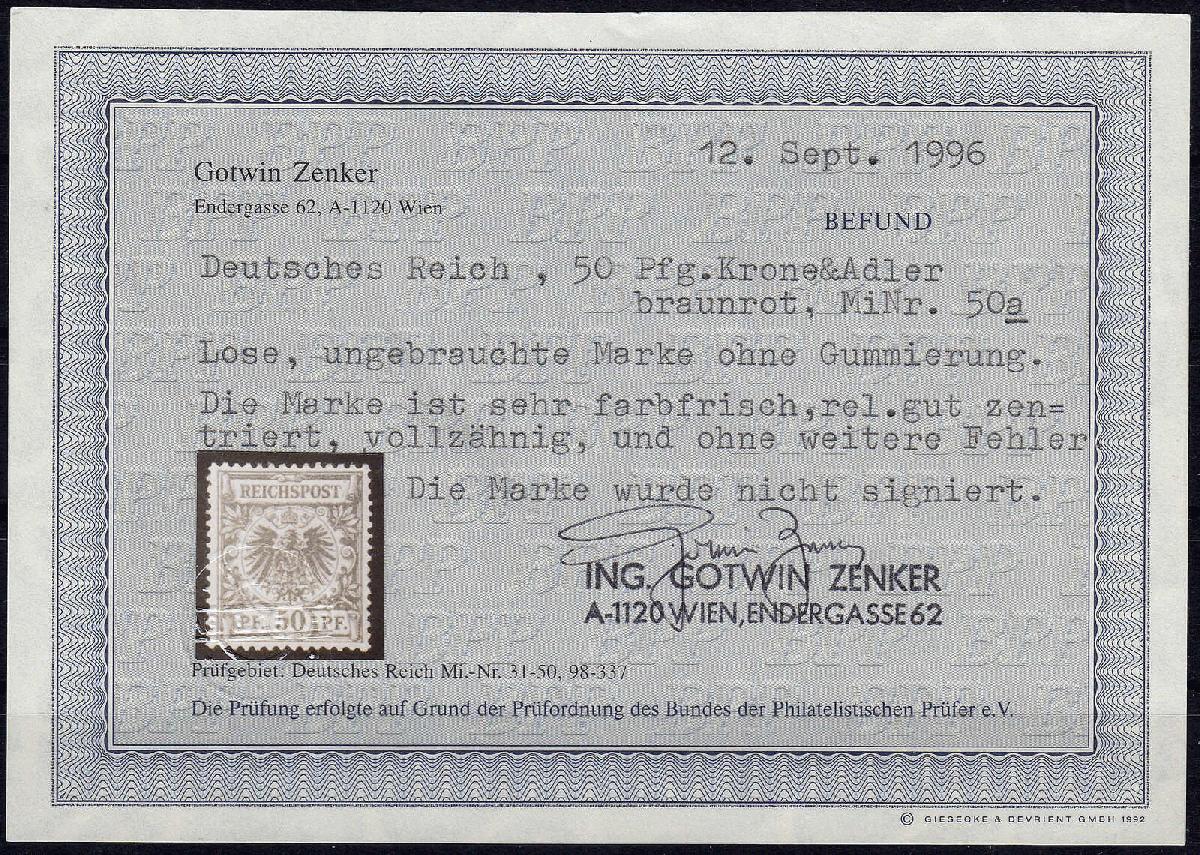 12. Sept. 1996
Gotwin Zenker
Endergasse 62, A-1120 Wien
BEFUND
Deutsches Reich , 50 Pfg.Krone&Adler
braunrot, MiNr. 50a
Lose, ungebrauchte Marke ohne Gummierung.
Die Marke ist sehr farbfrisch,rel.gut zen=
triert, vollzähnig, und ohne weitere Fehler
Die Marke wurde nicht signiert.
REICHSPOST
PF. 50 PF.
ING. GOTWIN ZENKER
A-1120 WIEN, ENDERGASSE 62
Prüfgebiet: Deutsches Reich Mi.-Nr. 31-50, 98-337
Die Prüfung erfolgte auf Grund der Prüfordnung des Bundes der Philatelistischen Prüfer e.V.
© GIESECKE & DEVRIENT GMBH 1992